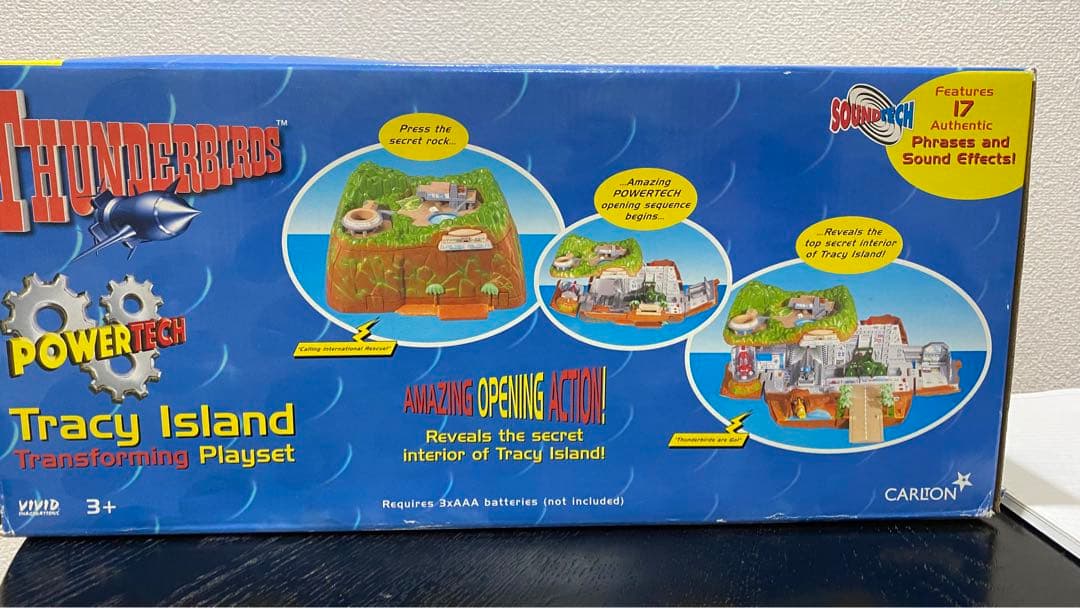 THUNDERBIRDS™
POWERTECH
Tracy Island
Transforming Playset
VIVID
IMAGINATIONS
3+
Press the
secret rock...
"Calling International Rescue!"
...Amazing
POWERTECH
opening sequence
begins...
...Reveals the
top secret interior
of Tracy Island!
"Thunderbirds are Go!"
AMAZING OPENING ACTION!
Reveals the secret
interior of Tracy Island!
Requires 3xAAA batteries (not included)
SOUNDTECH
Features
17
Authentic
Phrases and
Sound Effects!
CARLTON